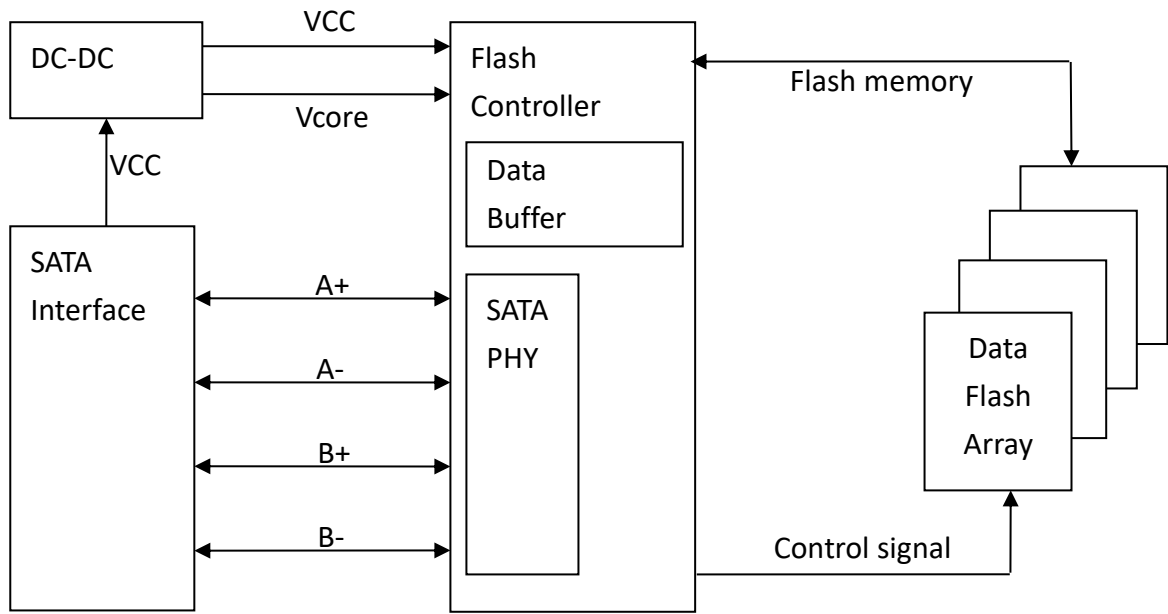 VCC
DC-DC
Flash
Controller
Flash memory
Vcore
VCC
Data
Buffer
SATA
Interface
A+
SATA
PHY
A-
Data
Flash
Array
B+
B-
Control signal